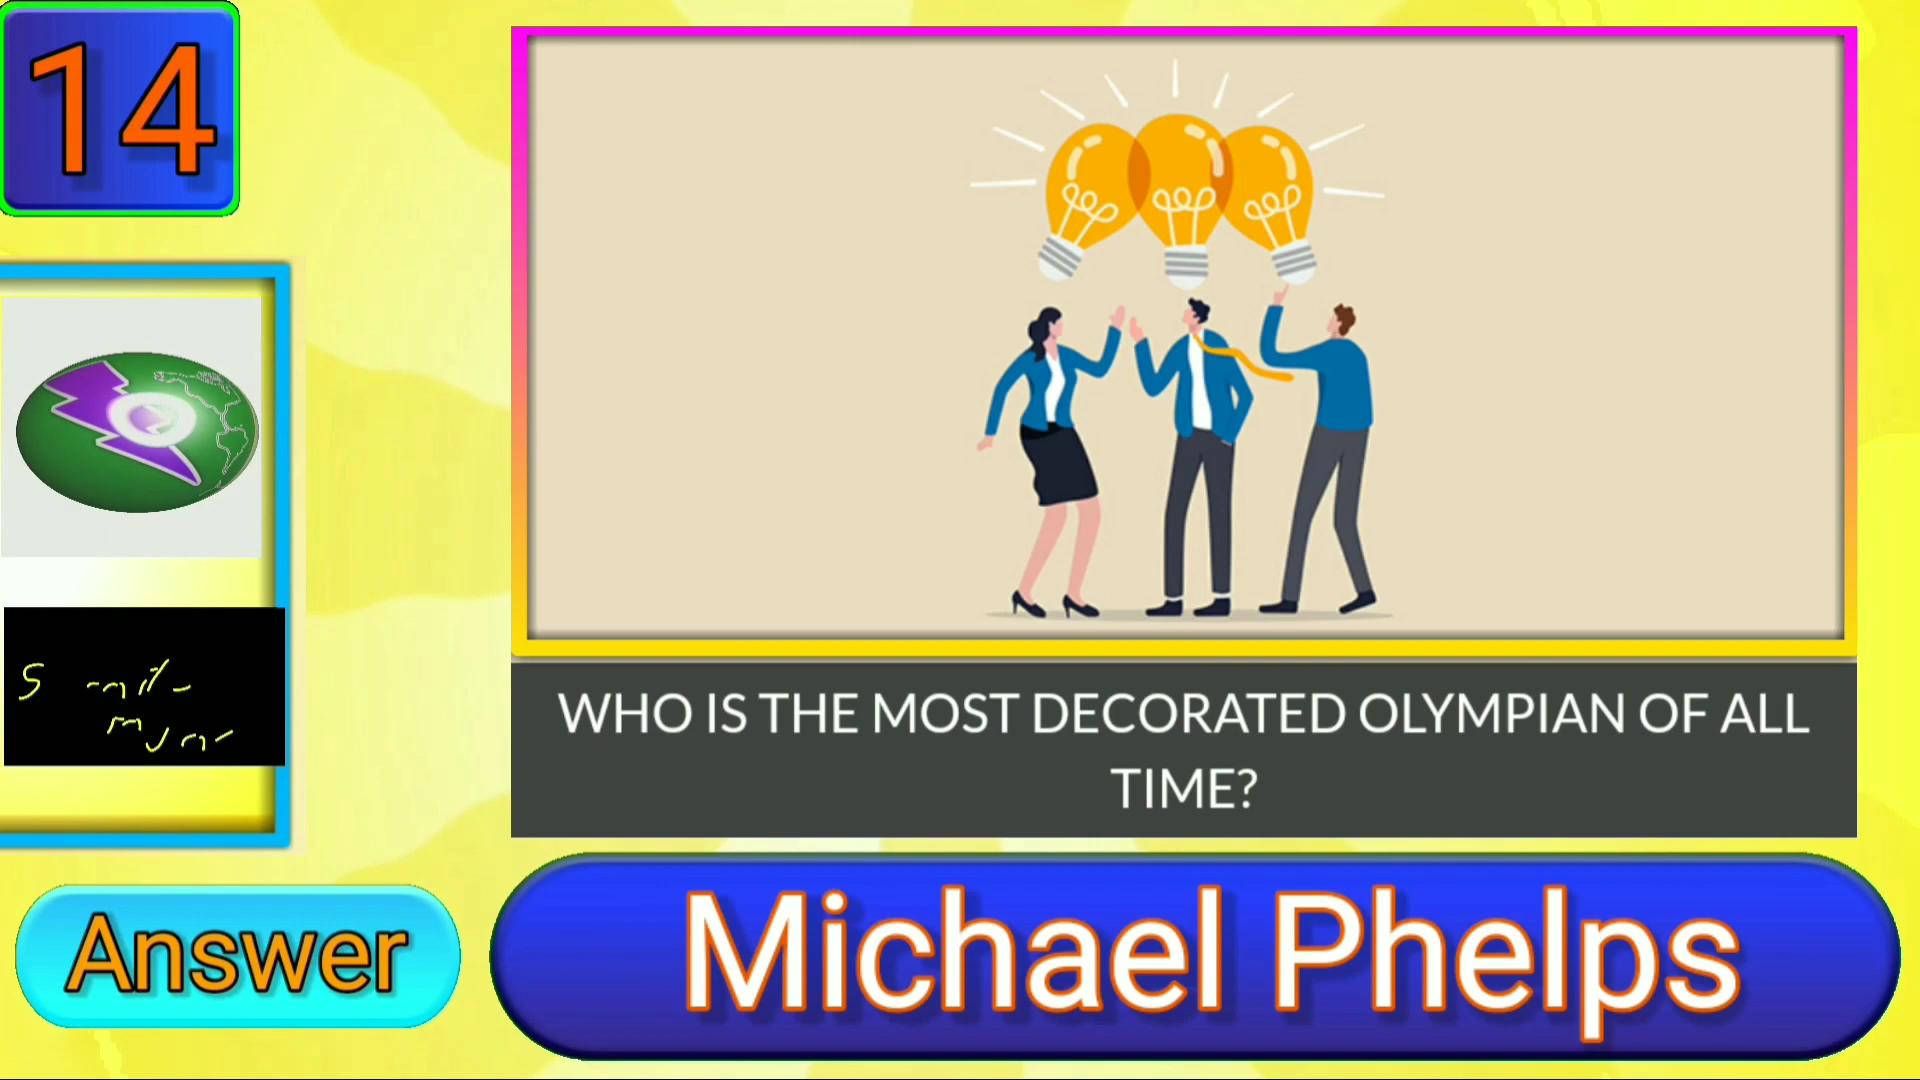 14
WHO IS THE MOST DECORATED OLYMPIAN OF ALL
TIME?
Answer
Michael Phelps